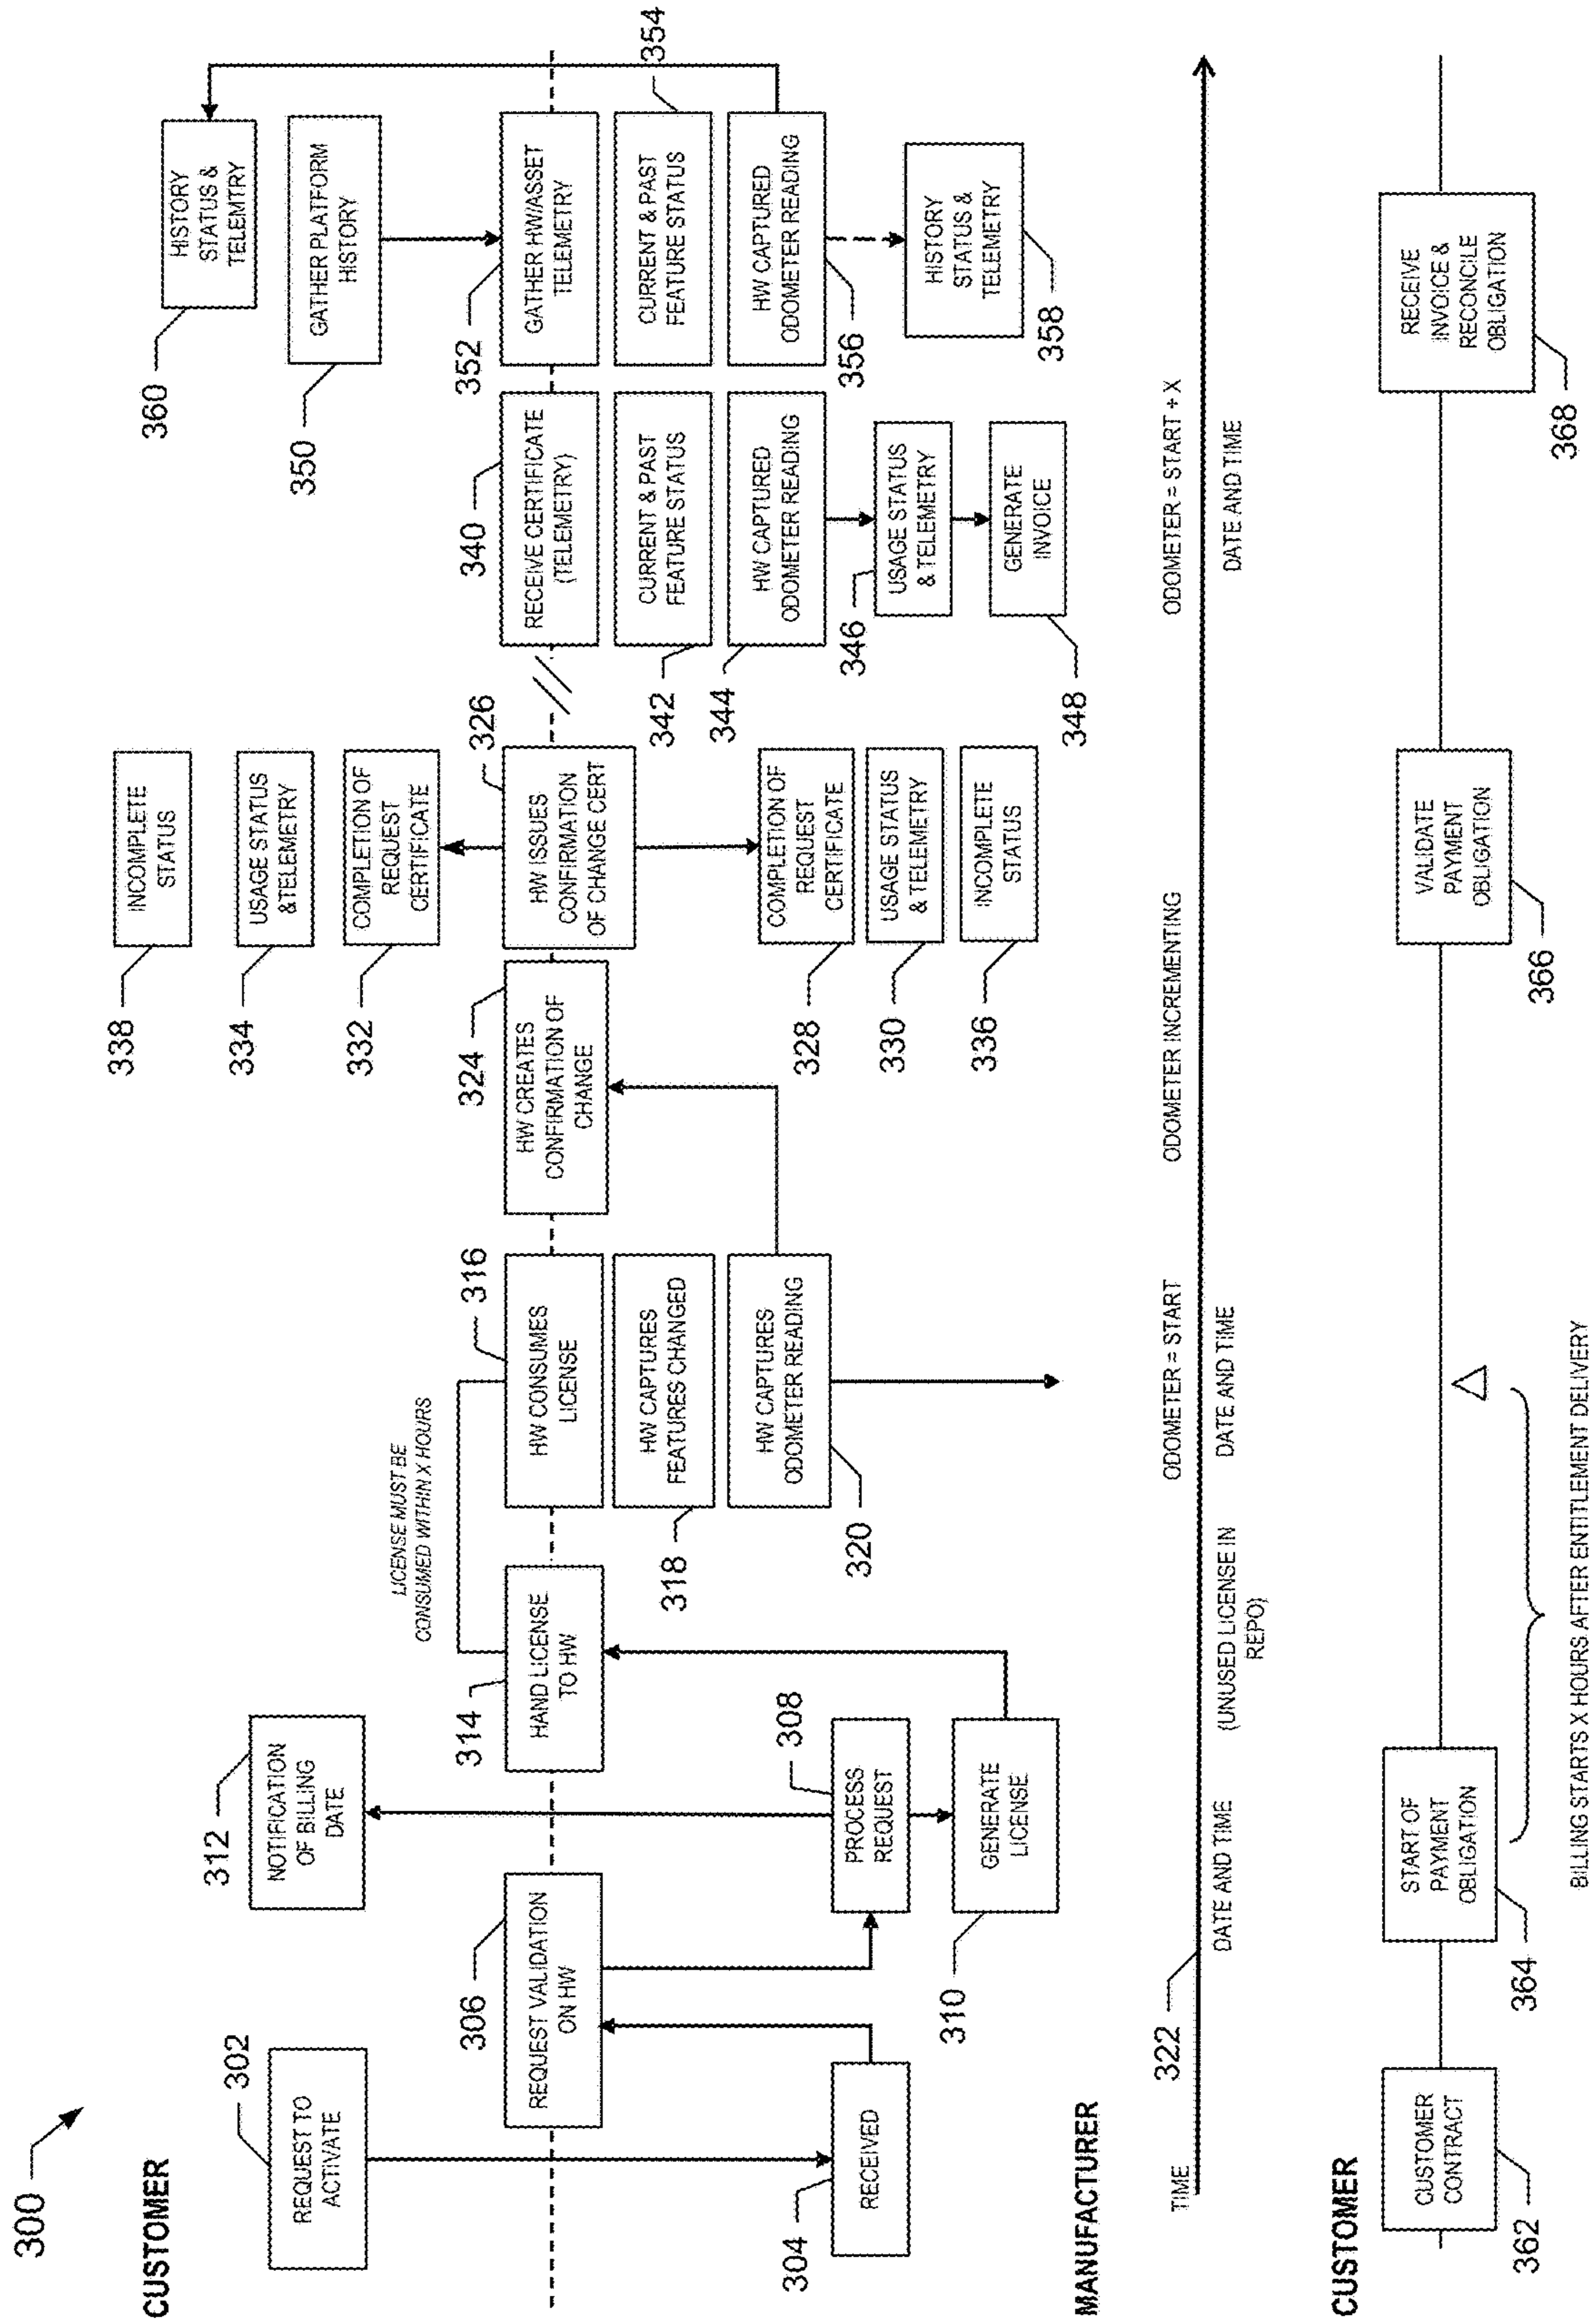 300
CUSTOMER
302
REQUEST TO
ACTIVATE
304
RECEIVED
306
REQUEST VALIDATION
ON HW
308
PROCESS
REQUEST
310
GENERATE
LICENSE
312
NOTIFICATION
OF BILLING
DATE
314
HAND LICENSE
TO HW
LICENSE MUST BE
CONSUMED WITHIN X HOURS
316
HW CONSUMES
LICENSE
318
HW CAPTURES
FEATURES CHANGED
320
HW CAPTURES
ODOMETER READING
324
HW CREATES
CONFIRMATION OF
CHANGE
326
HW ISSUES
CONFIRMATION
OF CHANGE CERT
338
INCOMPLETE
STATUS
334
USAGE STATUS
&TELEMETRY
332
COMPLETION OF
REQUEST
CERTIFICATE
328
COMPLETION OF
REQUEST
CERTIFICATE
330
USAGE STATUS
& TELEMETRY
336
INCOMPLETE
STATUS
340
RECEIVE CERTIFICATE
(TELEMETRY)
342
CURRENT & PAST
FEATURE STATUS
344
HW CAPTURED
ODOMETER READING
346
USAGE STATUS
& TELEMETRY
348
GENERATE
INVOICE
360
HISTORY
STATUS &
TELEMTRY
350
GATHER PLATFORM
HISTORY
352
GATHER HW/ASSET
TELEMETRY
354
CURRENT & PAST
FEATURE STATUS
356
HW CAPTURED
ODOMETER READING
358
HISTORY
STATUS &
TELEMETRY
MANUFACTURER
TIME
322
DATE AND TIME
(UNUSED LICENSE IN
REPO)
ODOMETER = START
DATE AND TIME
ODOMETER INCREMENTING
ODOMETER = START + X
DATE AND TIME
CUSTOMER
362
CUSTOMER
CONTRACT
364
START OF
PAYMENT
OBLIGATION
BILLING STARTS X HOURS AFTER ENTITLEMENT DELIVERY
366
VALIDATE
PAYMENT
OBLIGATION
368
RECEIVE
INVOICE &
RECONCILE
OBLIGATION